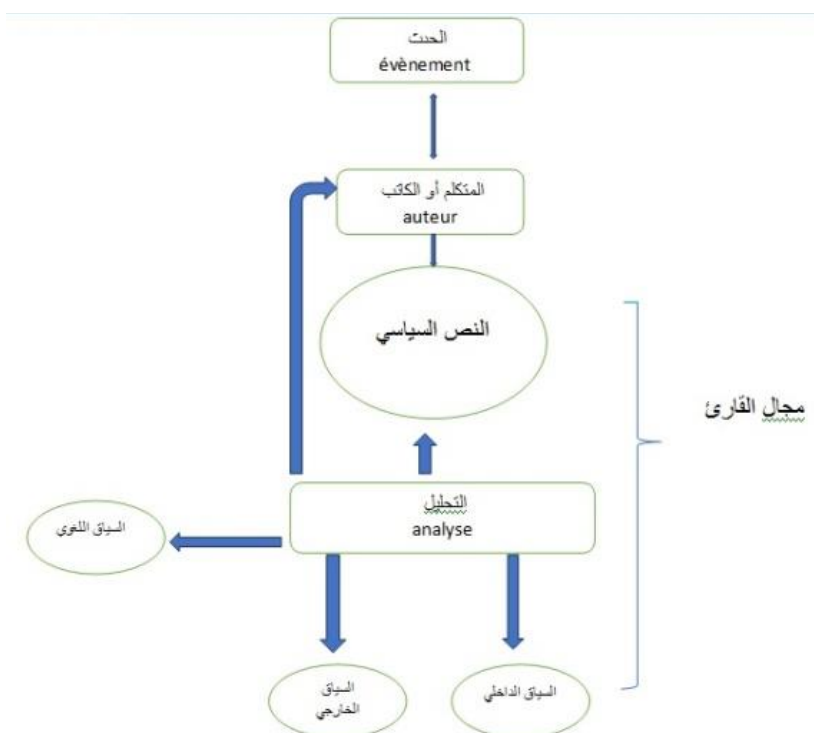 الحدث
évènement
المتكلم أو الكاتب
auteur
النص السياسي
مجال القارئ
التحليل
analyse
السياق اللغوي
السياق
الخارجي
السياق الداخلي